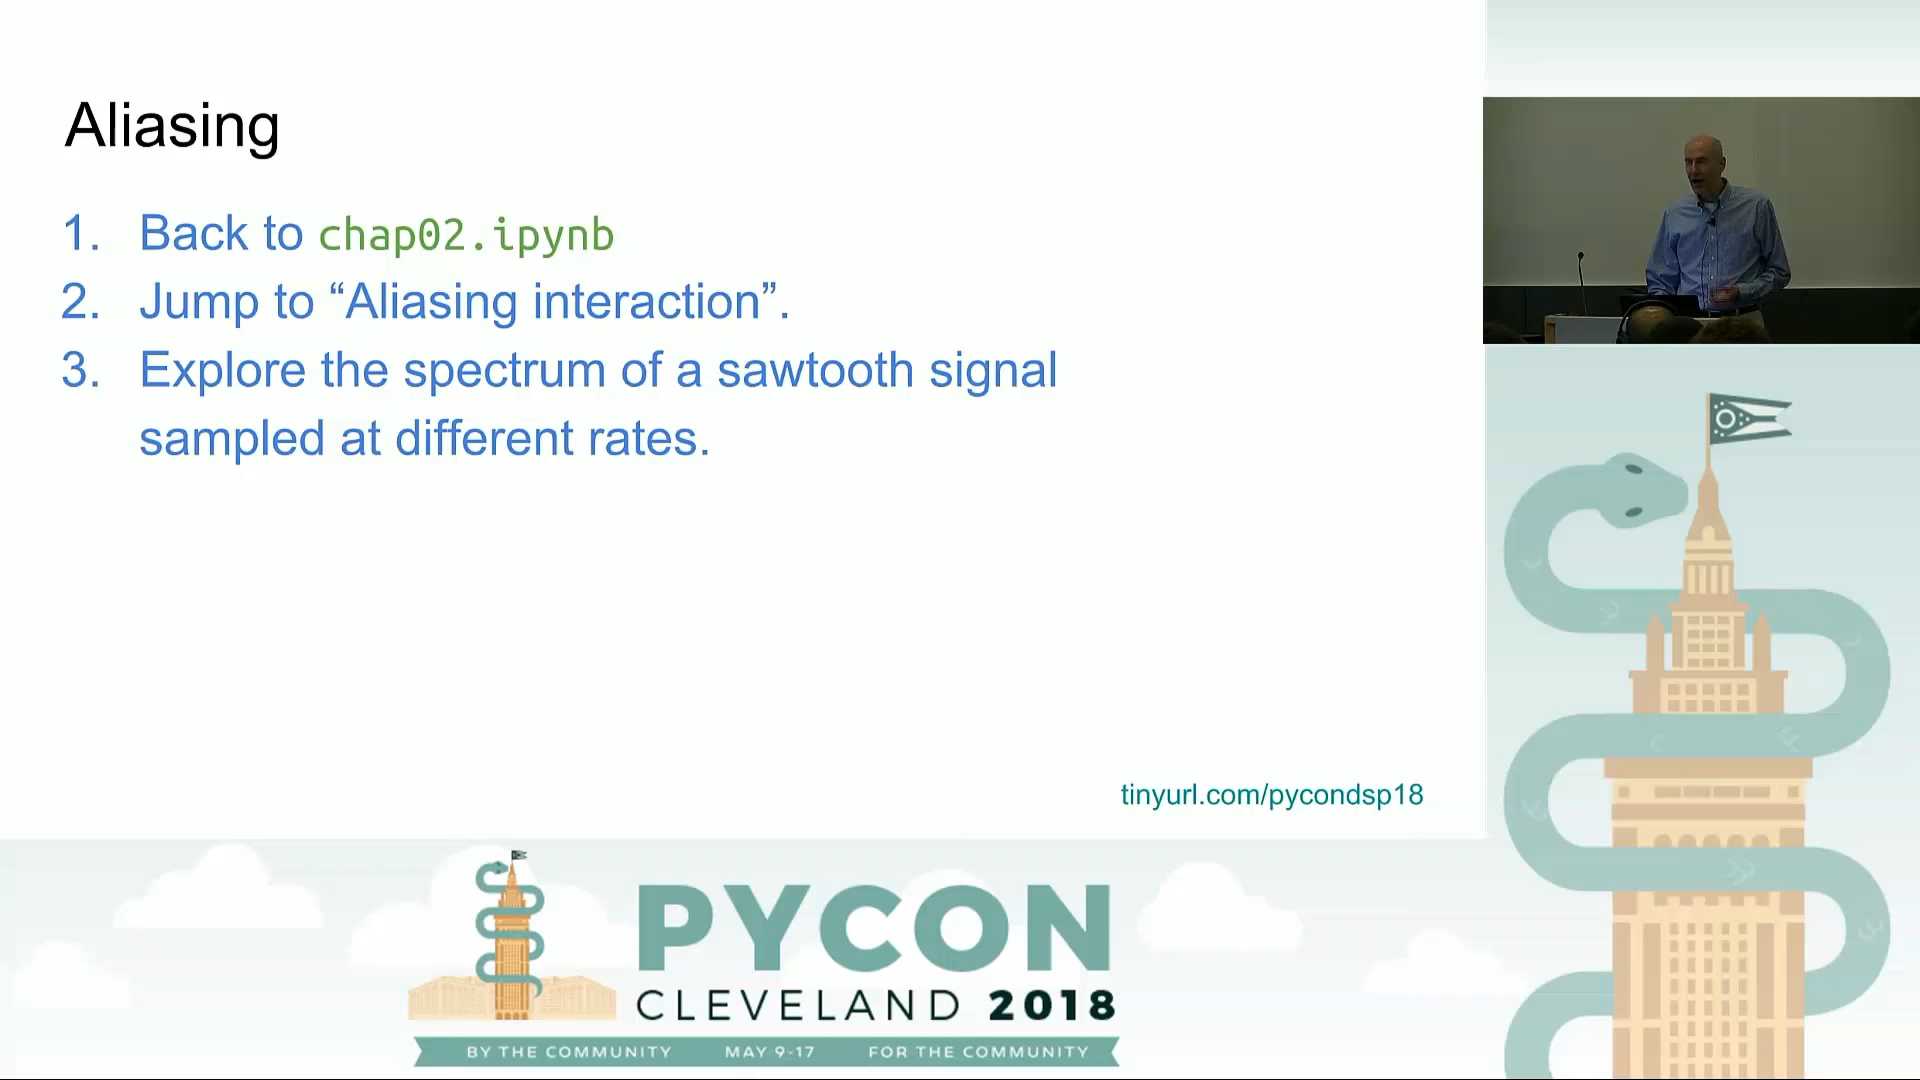 Aliasing
1. Back to chap02.ipynb
2. Jump to “Aliasing interaction”.
3. Explore the spectrum of a sawtooth signal
sampled at different rates.
tinyurl.com/pycondsp18
PYCON
CLEVELAND 2018
BY THE COMMUNITY MAY 9-17 FOR THE COMMUNITY